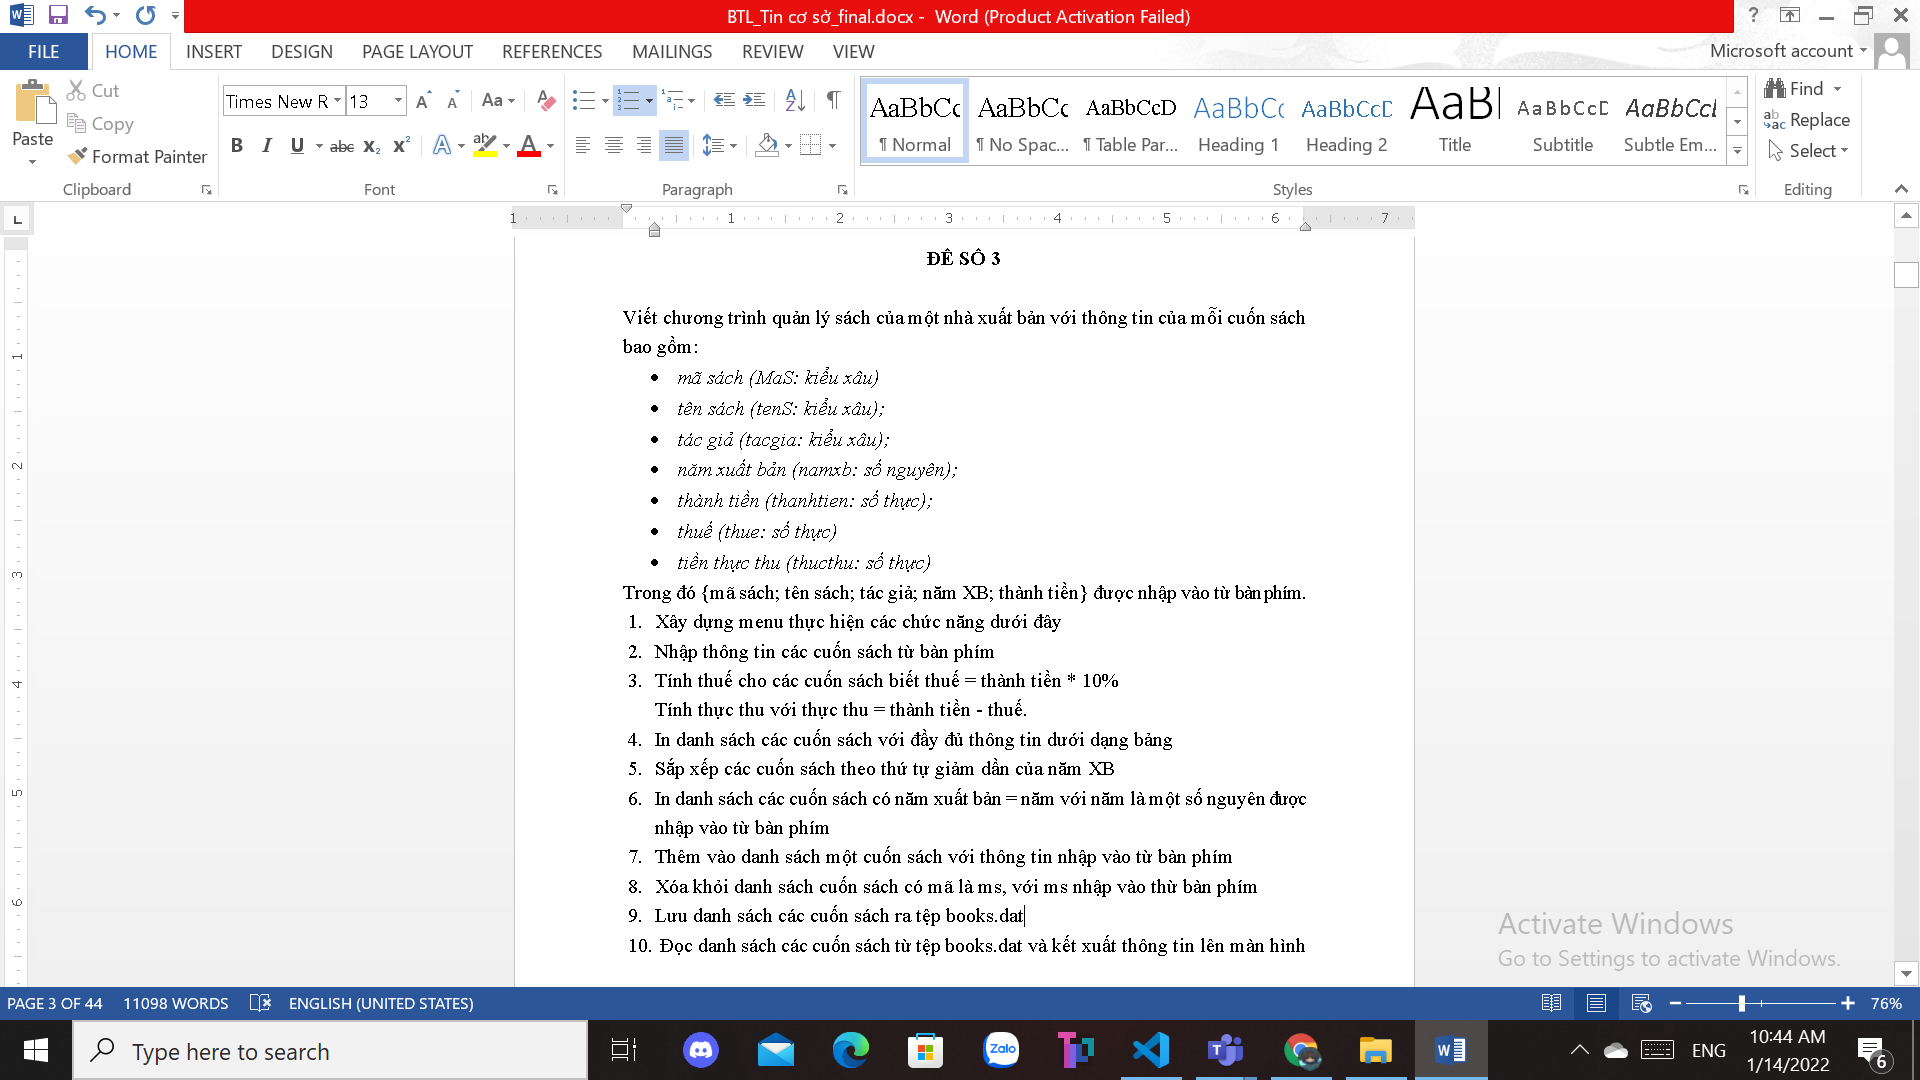 BTL_Tin cơ sở_final.docx - Word (Product Activation Failed)
FILE HOME INSERT DESIGN PAGE LAYOUT REFERENCES MAILINGS REVIEW VIEW Microsoft account
Cut
Copy
Format Painter
Paste
Clipboard
Times New R 13
Font
Paragraph
AaBbCc AaBbCc AaBbCcD AaBbCc AaBbCcD AaB AaBbCcD AaBbCcL
¶ Normal ¶ No Spac... ¶ Table Par... Heading 1 Heading 2 Title Subtitle Subtle Em...
Styles
Find
Replace
Select
Editing
1 1 2 3 4 5 6 7
ĐỀ SỐ 3
Viết chương trình quản lý sách của một nhà xuất bản với thông tin của mỗi cuốn sách
bao gồm:
• mã sách (MaS: kiểu xâu)
• tên sách (tenS: kiểu xâu);
• tác giả (tacgia: kiểu xâu);
• năm xuất bản (namxb: số nguyên);
• thành tiền (thanhtien: số thực);
• thuế (thue: số thực)
• tiền thực thu (thucthu: số thực)
Trong đó {mã sách; tên sách; tác giả; năm XB; thành tiền} được nhập vào từ bàn phím.
1. Xây dựng menu thực hiện các chức năng dưới đây
2. Nhập thông tin các cuốn sách từ bàn phím
3. Tính thuế cho các cuốn sách biết thuế = thành tiền * 10%
Tính thực thu với thực thu = thành tiền - thuế.
4. In danh sách các cuốn sách với đầy đủ thông tin dưới dạng bảng
5. Sắp xếp các cuốn sách theo thứ tự giảm dần của năm XB
6. In danh sách các cuốn sách có năm xuất bản = năm với năm là một số nguyên được
nhập vào từ bàn phím
7. Thêm vào danh sách một cuốn sách với thông tin nhập vào từ bàn phím
8. Xóa khỏi danh sách cuốn sách có mã là ms, với ms nhập vào thừ bàn phím
9. Lưu danh sách các cuốn sách ra tệp books.dat
10. Đọc danh sách các cuốn sách từ tệp books.dat và kết xuất thông tin lên màn hình
1
2
3
4
5
6
Activate Windows
Go to Settings to activate Windows.
PAGE 3 OF 44 11098 WORDS ENGLISH (UNITED STATES) 76%
Type here to search
Zalo
ENG
10:44 AM
1/14/2022
6